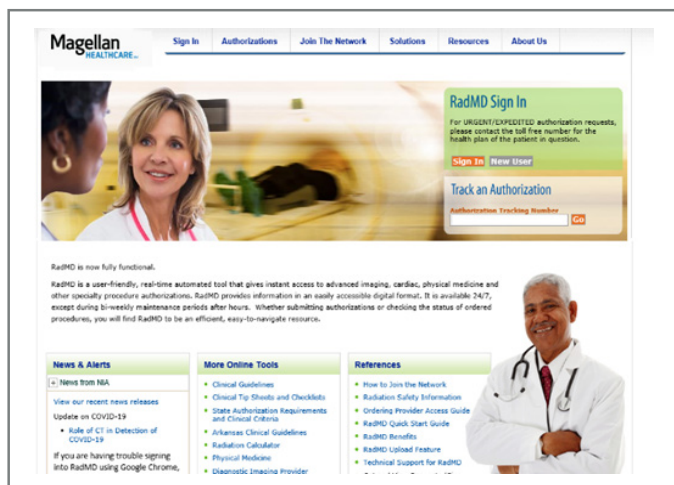 Magellan
HEALTHCARE
Sign In
Authorizations
Join The Network
Solutions
Resources
About Us
RadMD Sign In
For URGENT/EXPEDITED authorization requests,
please contact the toll free number for the
health plan of the patient in question.
Sign In New User
Track an Authorization
Authorization Tracking Number
Go
RadMD is now fully functional.
RadMD is a user-friendly, real-time automated tool that gives instant access to advanced imaging, cardiac, physical medicine and
other specialty procedure authorizations. RadMD provides information in an easily accessible digital format. It is available 24/7,
except during bi-weekly maintenance periods after hours. Whether submitting authorizations or checking the status of ordered
procedures, you will find RadMD to be an efficient, easy-to-navigate resource.
News & Alerts
News from NIA
View our recent news releases
Update on COVID-19
Role of CT in Detection of
COVID-19
If you are having trouble signing
into RadMD using Google Chrome,
More Online Tools
Clinical Guidelines
Clinical Tip Sheets and Checklists
State Authorization Requirements
and Clinical Criteria
Arkansas Clinical Guidelines
Radiation Calculator
Physical Medicine
Diagnostic Imaging Provider
References
How to Join the Network
Radiation Safety Information
Ordering Provider Access Guide
RadMD Quick Start Guide
RadMD Benefits
RadMD Upload Feature
Technical Support for RadMD